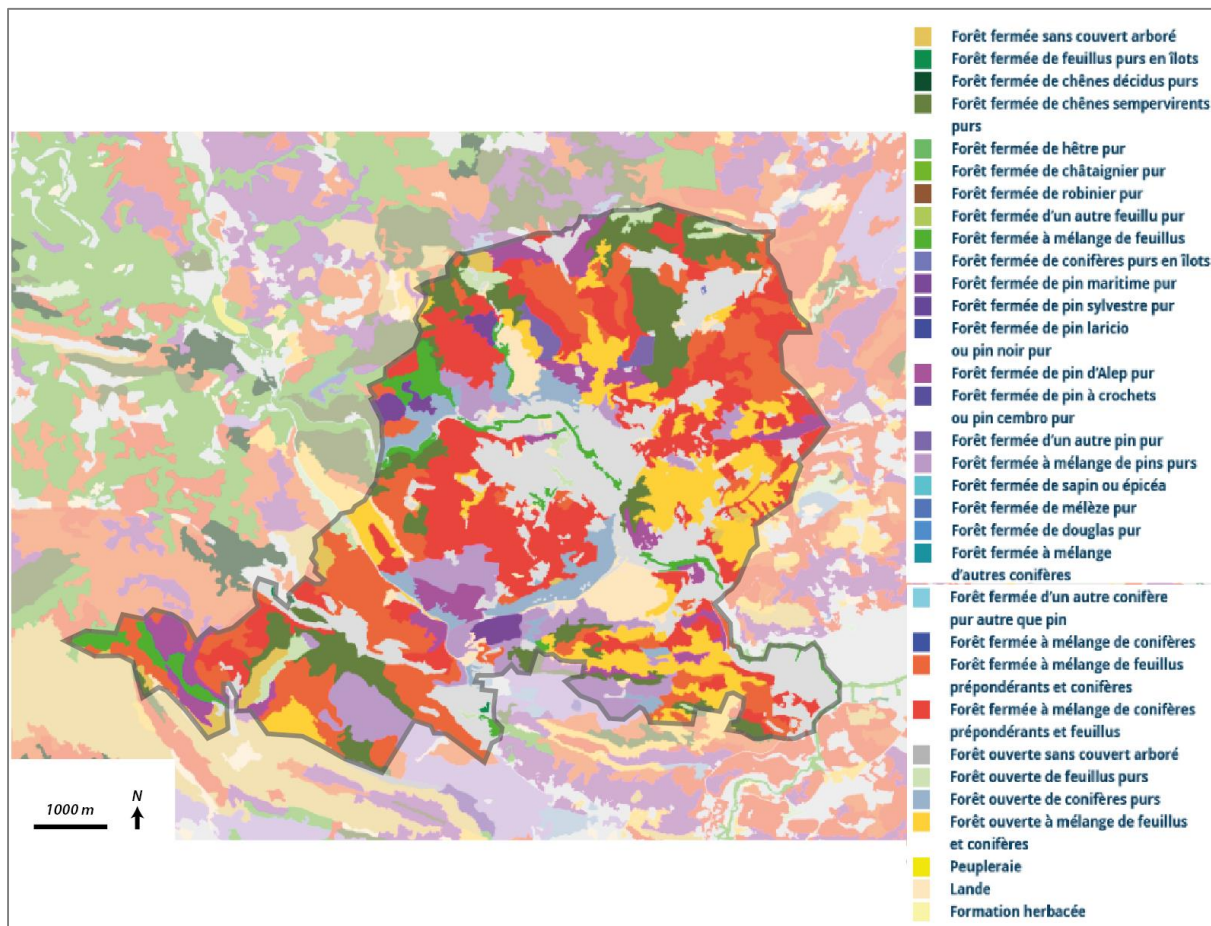 Forêt fermée sans couvert arboré
Forêt fermée de feuillus purs en îlots
Forêt fermée de chênes décidus purs
Forêt fermée de chênes sempervirents
purs
Forêt fermée de hêtre pur
Forêt fermée de châtaignier pur
Forêt fermée de robinier pur
Forêt fermée d'un autre feuillu pur
Forêt fermée à mélange de feuillus
Forêt fermée de conifères purs en îlots
Forêt fermée de pin maritime pur
Forêt fermée de pin sylvestre pur
Forêt fermée de pin laricio
ou pin noir pur
Forêt fermée de pin d'Alep pur
Forêt fermée de pin à crochets
ou pin cembro pur
Forêt fermée d'un autre pin pur
Forêt fermée à mélange de pins purs
Forêt fermée de sapin ou épicéa
Forêt fermée de mélèze pur
Forêt fermée de douglas pur
Forêt fermée à mélange
d'autres conifères
Forêt fermée d'un autre conifère
pur autre que pin
Forêt fermée à mélange de conifères
Forêt fermée à mélange de feuillus
prépondérants et conifères
Forêt fermée à mélange de conifères
prépondérants et feuillus
Forêt ouverte sans couvert arboré
Forêt ouverte de feuillus purs
Forêt ouverte de conifères purs
Forêt ouverte à mélange de feuillus
et conifères
Peupleraie
Lande
Formation herbacée
1000 m
N